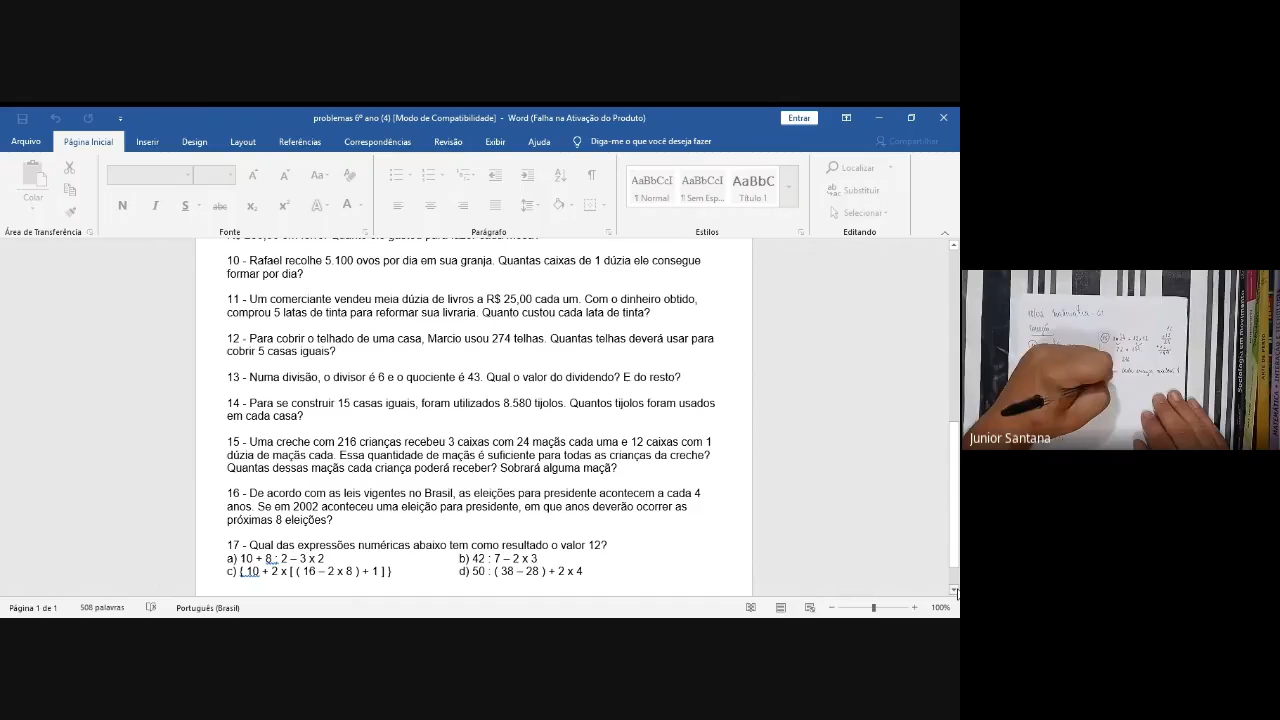 problemas 6º ano (4) [Modo de Compatibilidade] - Word (Falha na Ativação do Produto)
Entrar
Arquivo
Página Inicial
Inserir
Design
Layout
Referências
Correspondências
Revisão
Exibir
Ajuda
Diga-me o que você deseja fazer
Compartilhar
Colar
N I S abc x₂ x² A A
Aa
AaBbCcI AaBbCcI AaBbC
¶ Normal ¶ Sem Esp... Título 1
Localizar
Substituir
Selecionar
Área de Transferência
Fonte
Parágrafo
Estilos
Editando
10 - Rafael recolhe 5.100 ovos por dia em sua granja. Quantas caixas de 1 dúzia ele consegue
formar por dia?
11 - Um comerciante vendeu meia dúzia de livros a R$ 25,00 cada um. Com o dinheiro obtido,
comprou 5 latas de tinta para reformar sua livraria. Quanto custou cada lata de tinta?
12 - Para cobrir o telhado de uma casa, Marcio usou 274 telhas. Quantas telhas deverá usar para
cobrir 5 casas iguais?
13 - Numa divisão, o divisor é 6 e o quociente é 43. Qual o valor do dividendo? E do resto?
14 - Para se construir 15 casas iguais, foram utilizados 8.580 tijolos. Quantos tijolos foram usados
em cada casa?
15 - Uma creche com 216 crianças recebeu 3 caixas com 24 maçãs cada uma e 12 caixas com 1
dúzia de maçãs cada. Essa quantidade de maçã é suficiente para todas as crianças da creche?
Quantas dessas maçãs cada criança poderá receber? Sobrará alguma maçã?
16 - De acordo com as leis vigentes no Brasil, as eleições para presidente acontecem a cada 4
anos. Se em 2002 aconteceu uma eleição para presidente, em que anos deverão ocorrer as
próximas 8 eleições?
17 - Qual das expressões numéricas abaixo tem como resultado o valor 12?
a) 10 + 8 : 2 – 3 x 2 b) 42 : 7 – 2 x 3
c) { 10 + 2 x [ ( 16 – 2 x 8 ) + 1 ] } d) 50 : ( 38 – 28 ) + 2 x 4
Página 1 de 1
508 palavras
Português (Brasil)
100%
Junior Santana
Sociologia em movimento